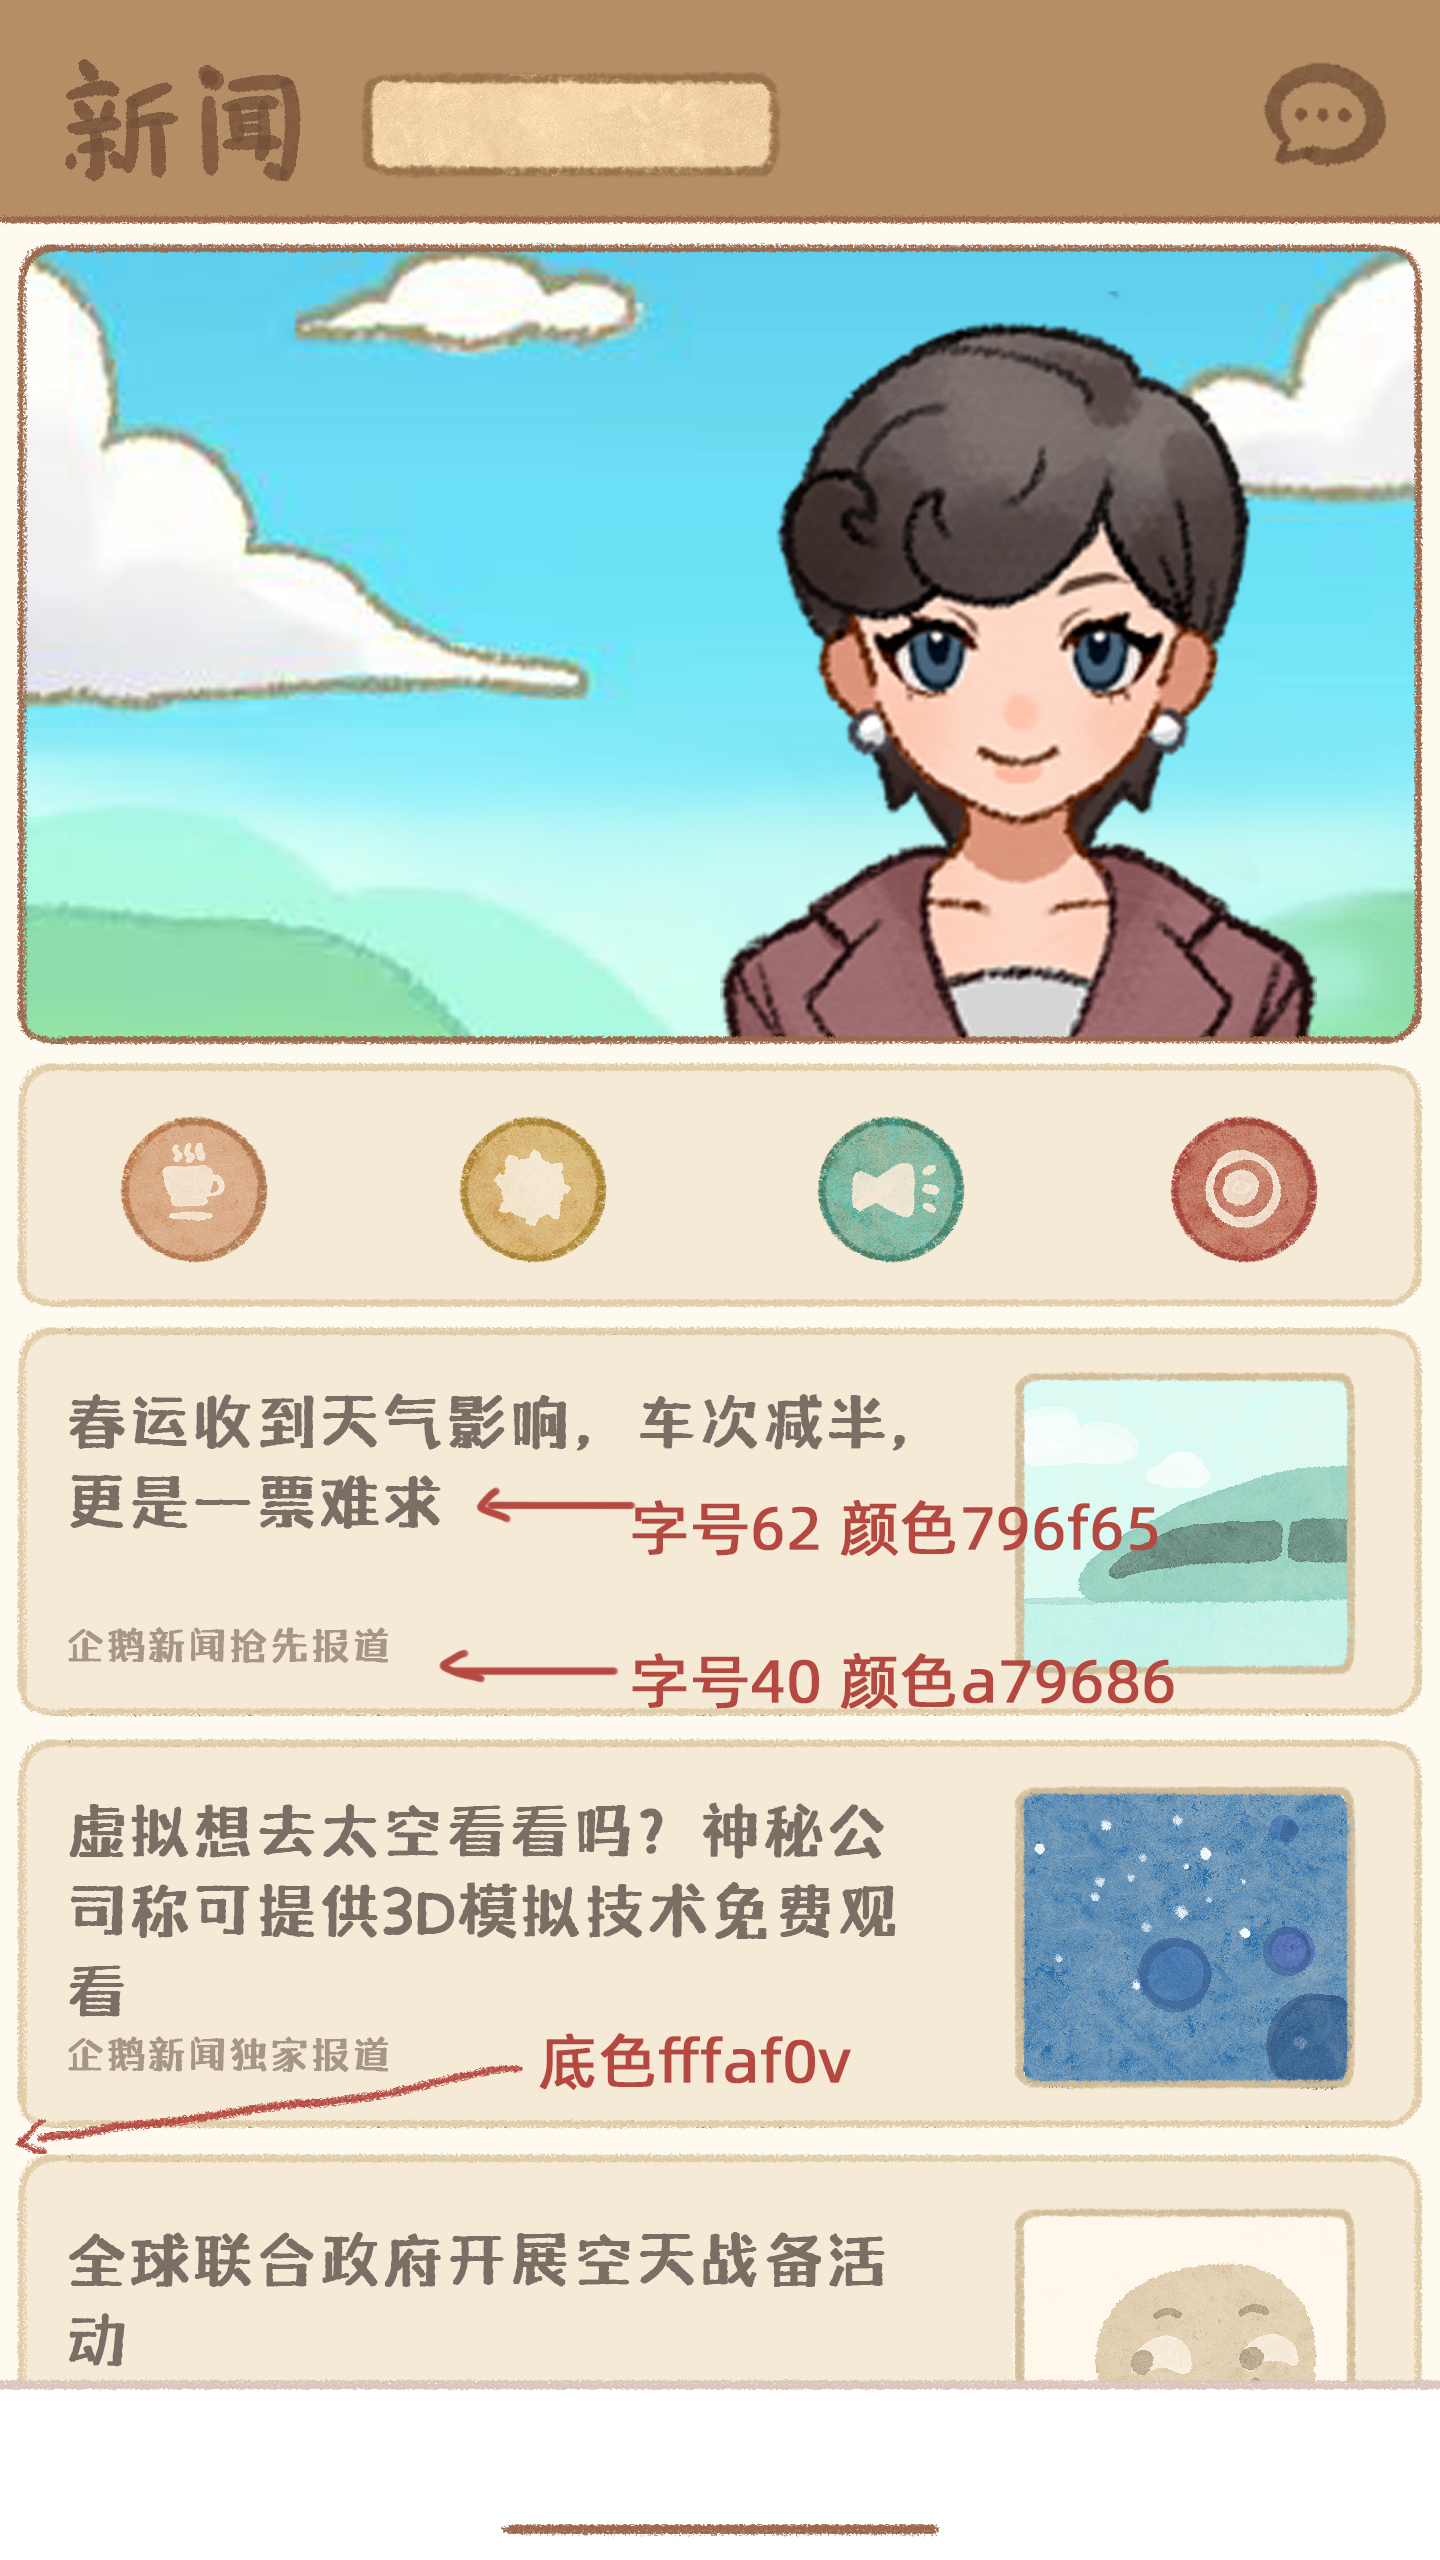 新闻
春运收到天气影响，车次减半，
更是一票难求
字号62 颜色796f65
企鹅新闻抢先报道
字号40 颜色a79686
虚拟想去太空看看吗？神秘公
司称可提供3D模拟技术免费观
看
企鹅新闻独家报道
底色fffaf0v
全球联合政府开展空天战备活
动